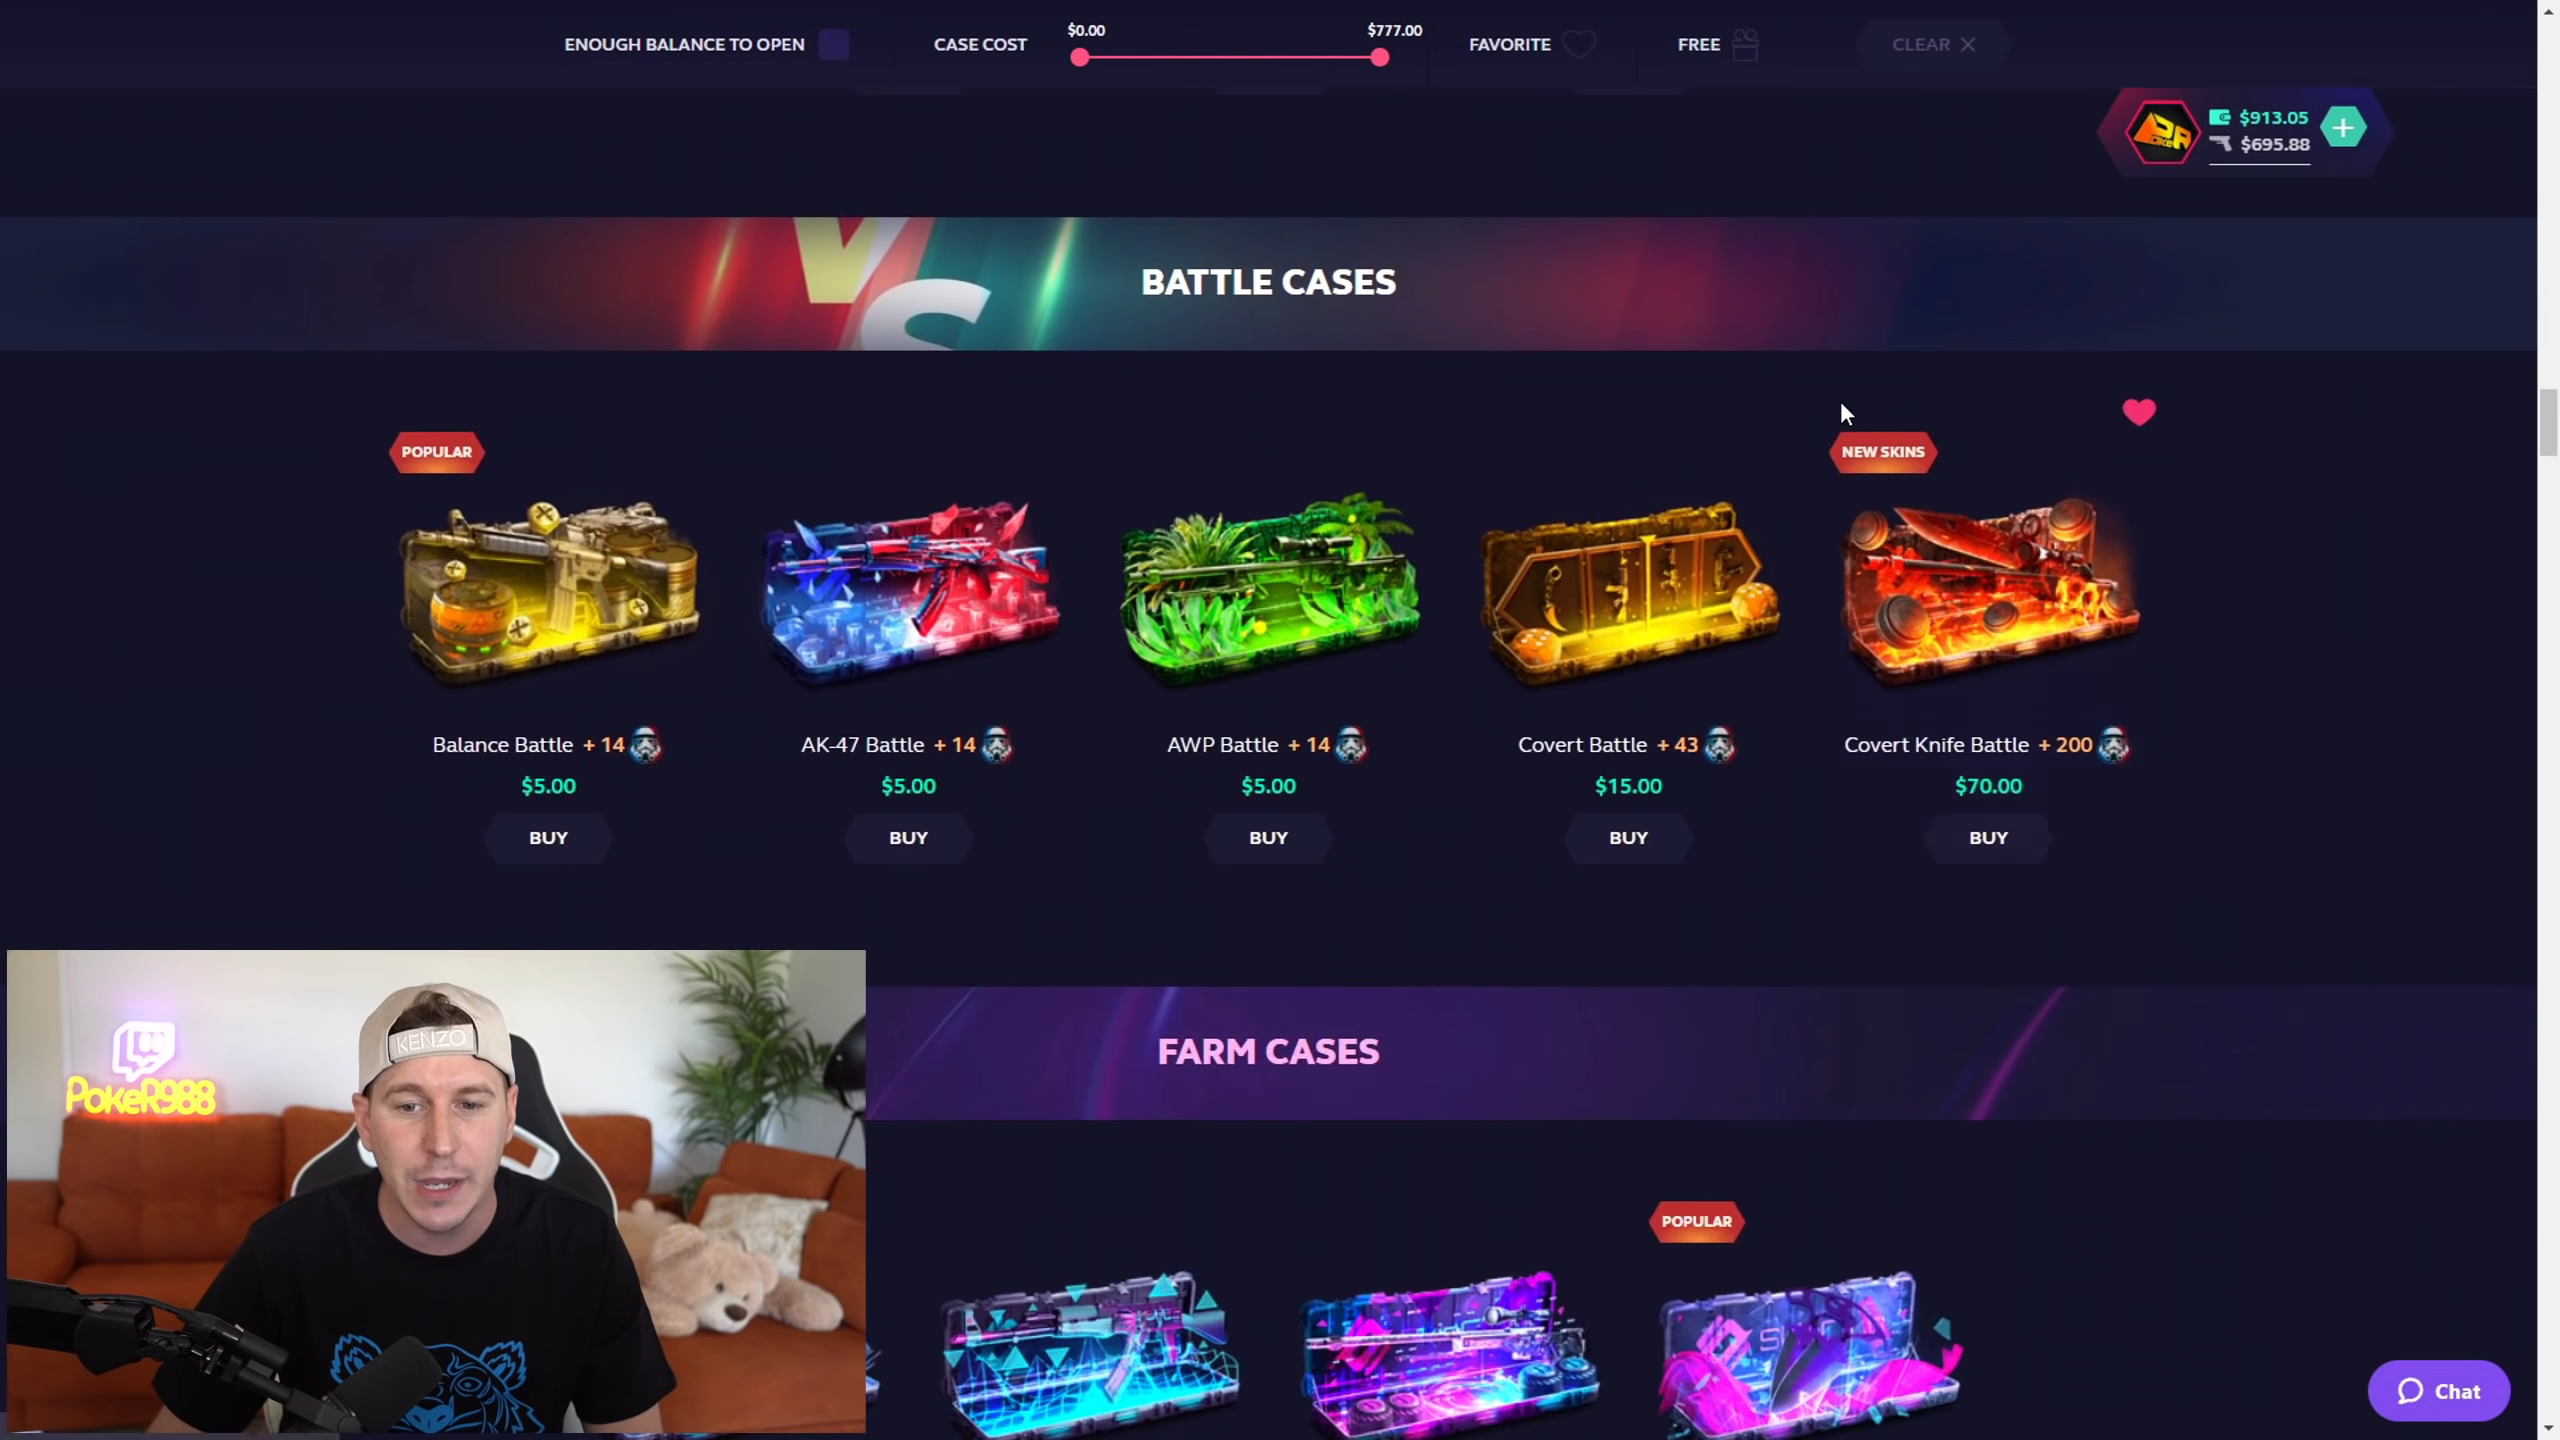 ENOUGH BALANCE TO OPEN
CASE COST
$0.00
$777.00
FAVORITE
FREE
CLEAR
$913.05
$695.88
VS
BATTLE CASES
POPULAR
NEW SKINS
Balance Battle + 14
$5.00
BUY
AK-47 Battle + 14
$5.00
BUY
AWP Battle + 14
$5.00
BUY
Covert Battle + 43
$15.00
BUY
Covert Knife Battle + 200
$70.00
BUY
FARM CASES
POPULAR
KENZO
PokeR988
Chat